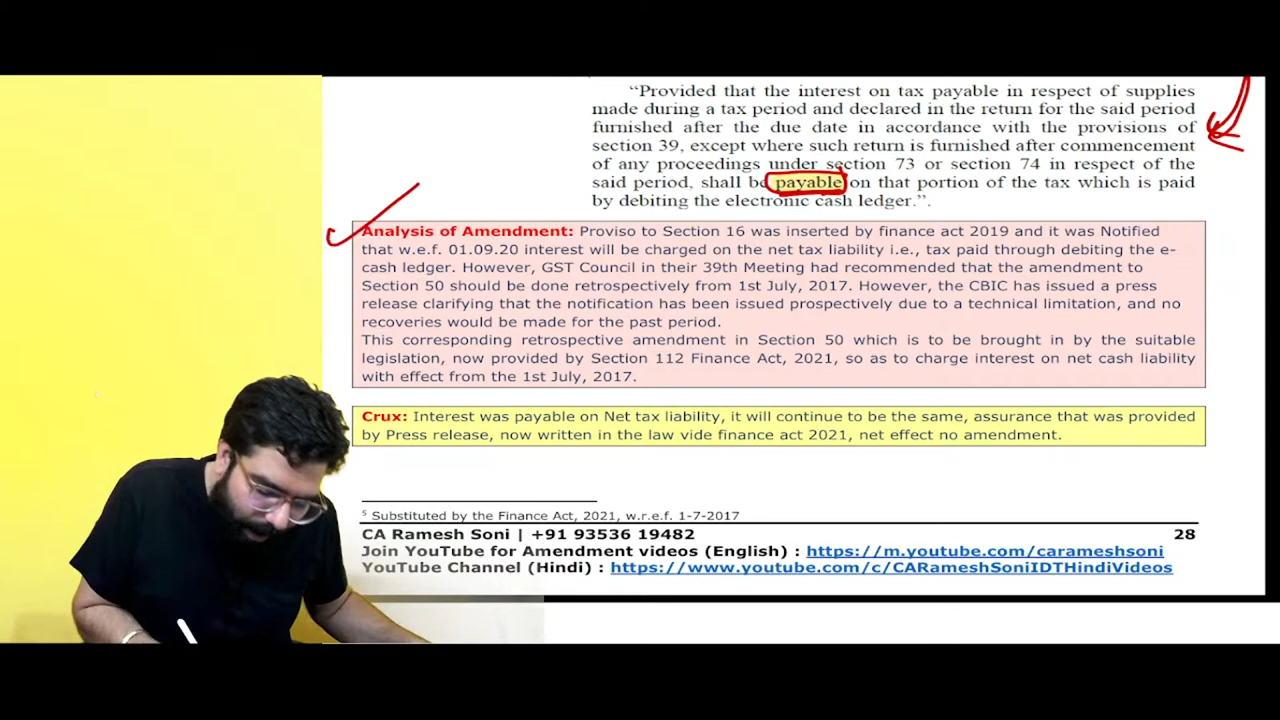 “Provided that the interest on tax payable in respect of supplies
made during a tax period and declared in the return for the said period
furnished after the due date in accordance with the provisions of
section 39, except where such return is furnished after commencement
of any proceedings under section 73 or section 74 in respect of the
said period, shall be payable on that portion of the tax which is paid
by debiting the electronic cash ledger.”.
Analysis of Amendment: Proviso to Section 16 was inserted by finance act 2019 and it was Notified
that w.e.f. 01.09.20 interest will be charged on the net tax liability i.e., tax paid through debiting the e-
cash ledger. However, GST Council in their 39th Meeting had recommended that the amendment to
Section 50 should be done retrospectively from 1st July, 2017. However, the CBIC has issued a press
release clarifying that the notification has been issued prospectively due to a technical limitation, and no
recoveries would be made for the past period.
This corresponding retrospective amendment in Section 50 which is to be brought in by the suitable
legislation, now provided by Section 112 Finance Act, 2021, so as to charge interest on net cash liability
with effect from the 1st July, 2017.
Crux: Interest was payable on Net tax liability, it will continue to be the same, assurance that was provided
by Press release, now written in the law vide finance act 2021, net effect no amendment.
5 Substituted by the Finance Act, 2021, w.r.e.f. 1-7-2017
CA Ramesh Soni | +91 93536 19482 28
Join YouTube for Amendment videos (English) : https://m.youtube.com/carameshsoni
YouTube Channel (Hindi) : https://www.youtube.com/c/CARameshSoniIDTHindiVideos